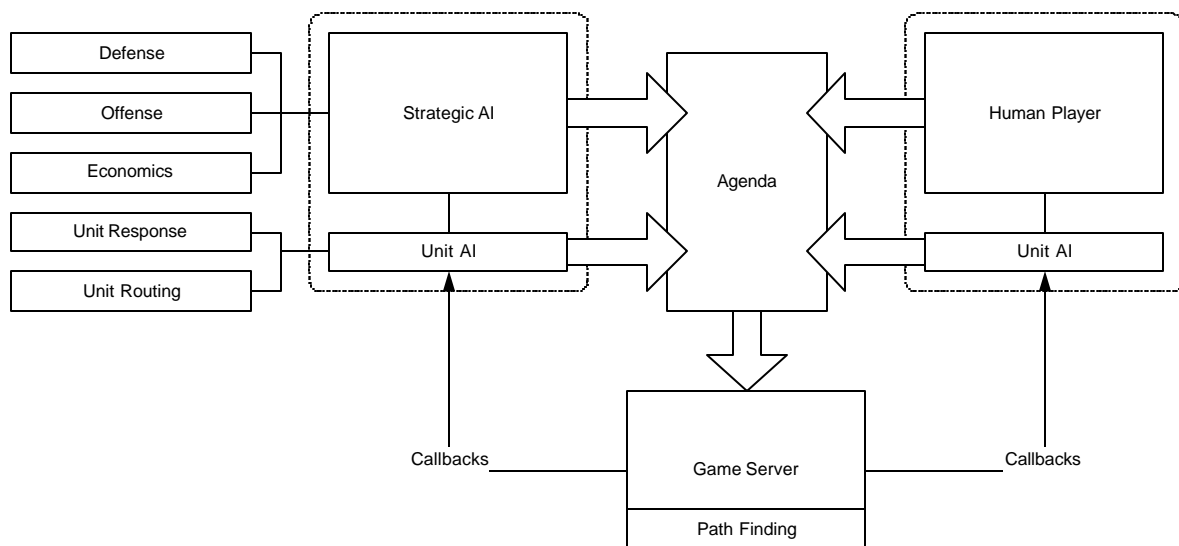 Defense
Offense
Economics
Unit Response
Unit Routing
Strategic AI
Unit AI
Agenda
Human Player
Unit AI
Callbacks
Game Server
Path Finding
Callbacks